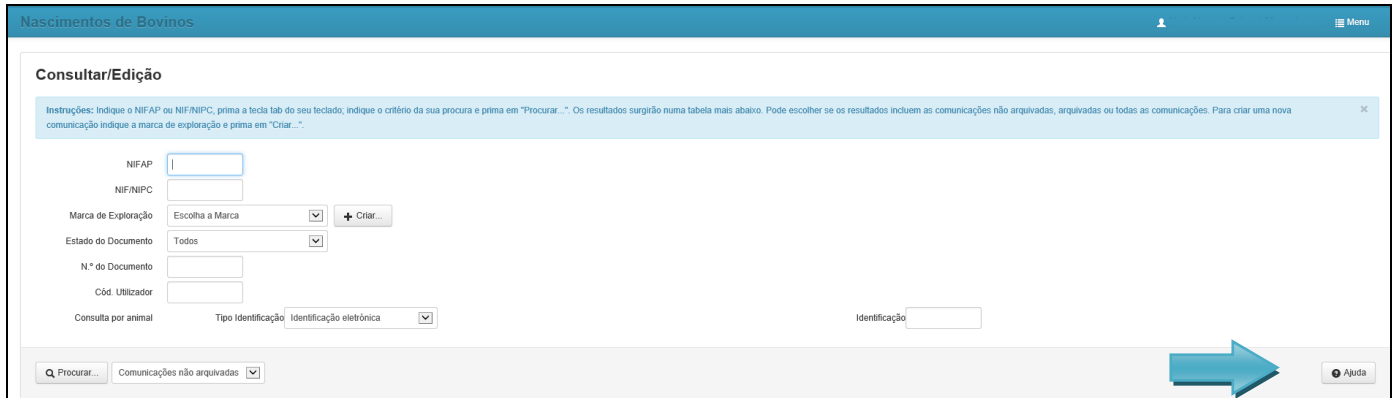 Nascimentos de Bovinos
Menu
Consultar/Edição
Instruções: Indique o NIFAP ou NIF/NIPC, prima a tecla tab do seu teclado; indique o critério da sua procura e prima em "Procurar...". Os resultados surgirão numa tabela mais abaixo. Pode escolher se os resultados incluem as comunicações não arquivadas, arquivadas ou todas as comunicações. Para criar uma nova
comunicação indique a marca de exploração e prima em "Criar...".
×
NIFAP
NIF/NIPC
Marca de Exploração Escolha a Marca + Criar...
Estado do Documento Todos
N.º do Documento
Cód. Utilizador
Consulta por animal Tipo Identificação Identificação eletrónica Identificação
Procurar... Comunicações não arquivadas Ajuda